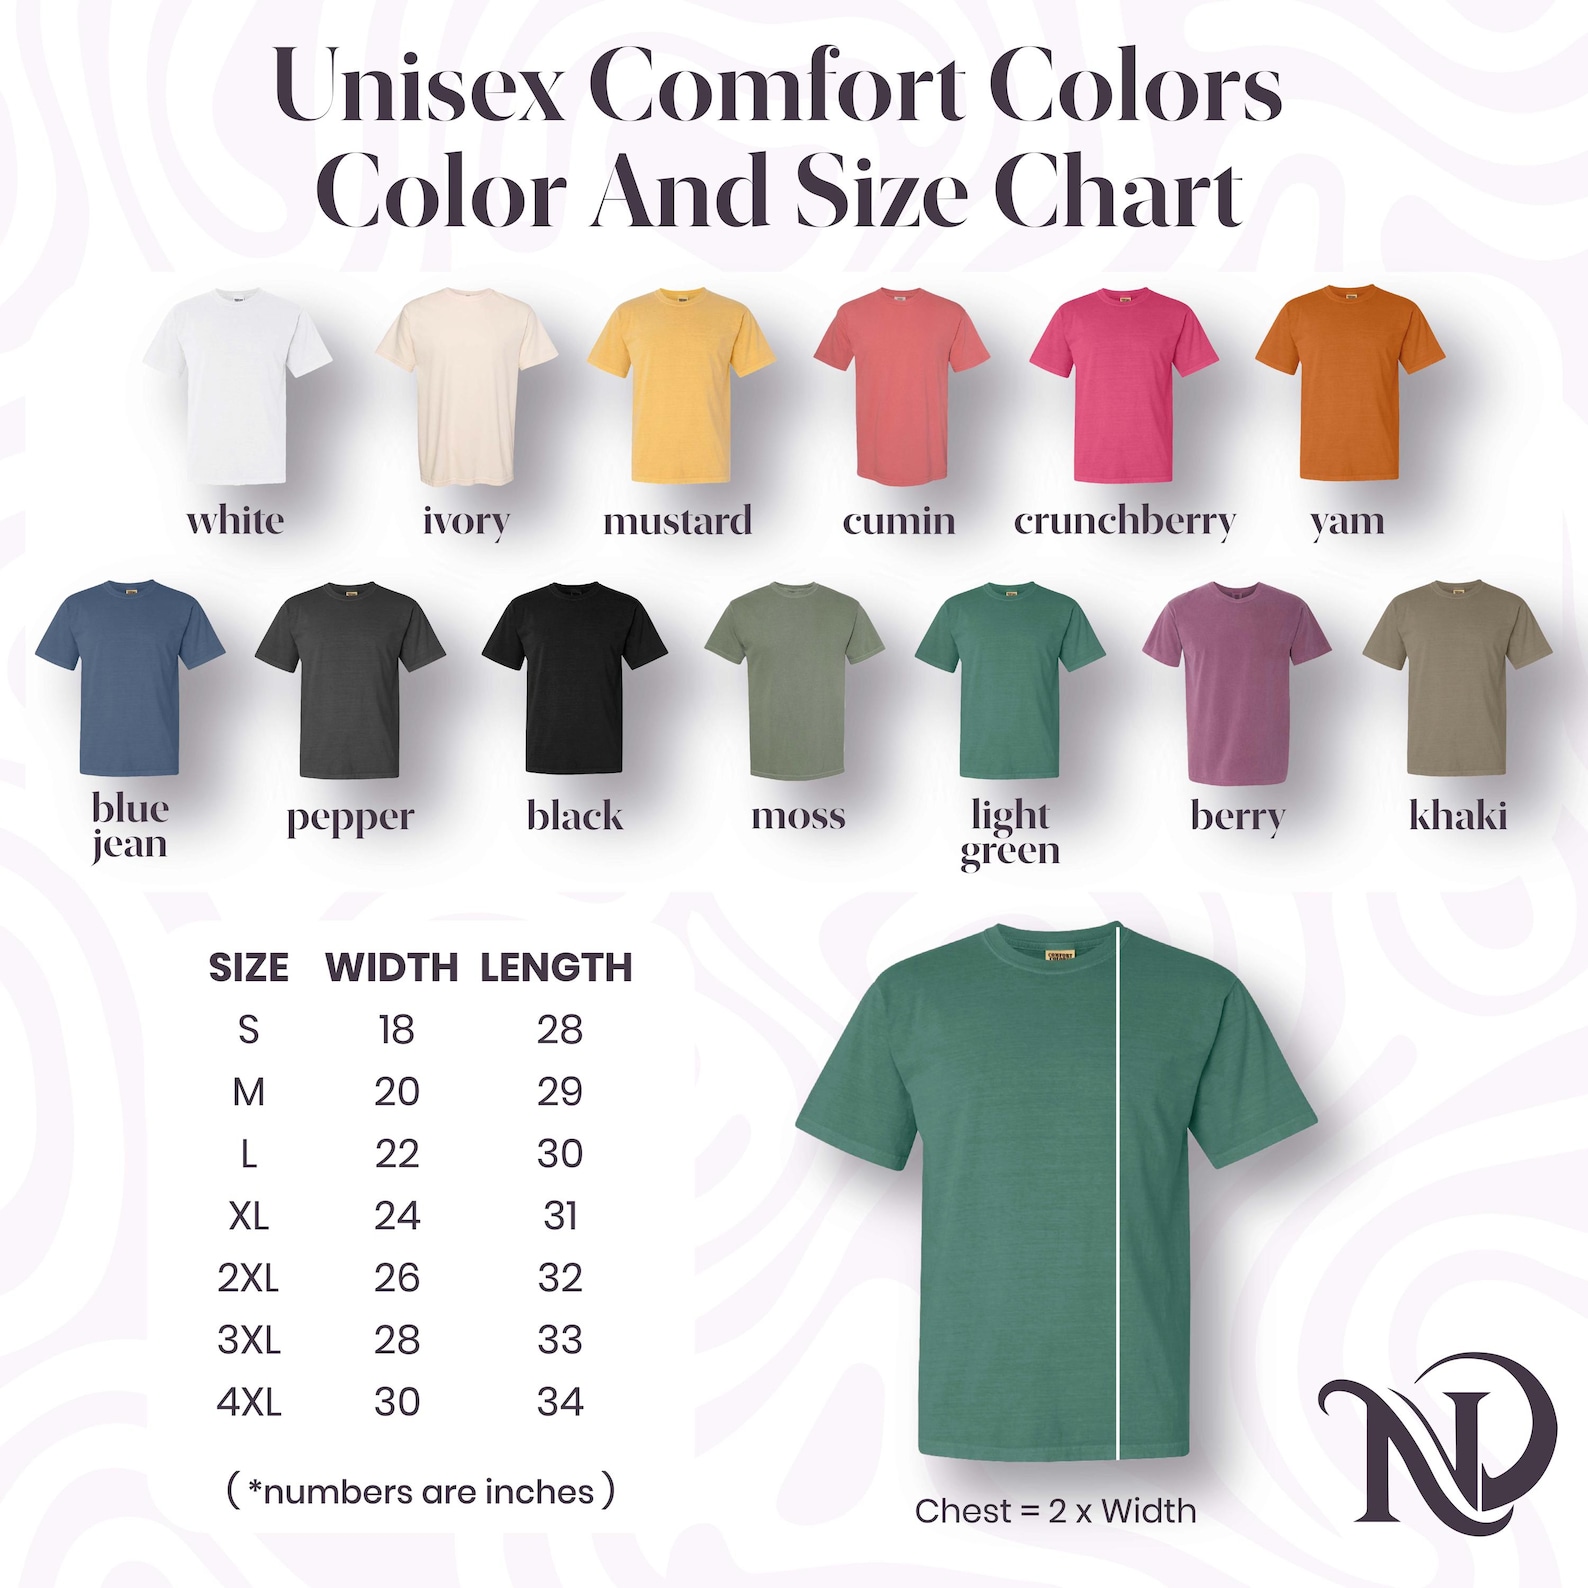 Unisex Comfort Colors
Color And Size Chart
white ivory mustard cumin crunchberry yam
blue jean pepper black moss light green berry khaki
SIZE WIDTH LENGTH
S 18 28
M 20 29
L 22 30
XL 24 31
2XL 26 32
3XL 28 33
4XL 30 34
( *numbers are inches )
COMFORT
COLORS
Chest = 2 x Width